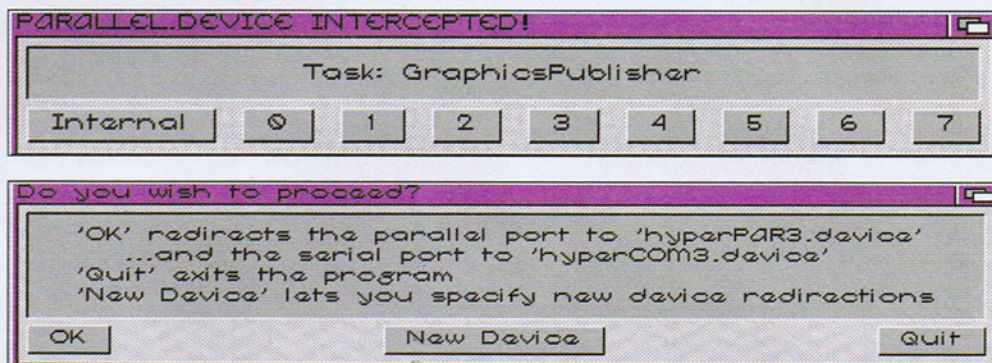 PARALLEL.DEVICE INTERCEPTED!
Task: GraphicsPublisher
Internal 0 1 2 3 4 5 6 7
Do you wish to proceed?
'OK' redirects the parallel port to 'hyperPAR3.device'
...and the serial port to 'hyperCOM3.device'
'Quit' exits the program
'New Device' lets you specify new device redirections
OK New Device Quit